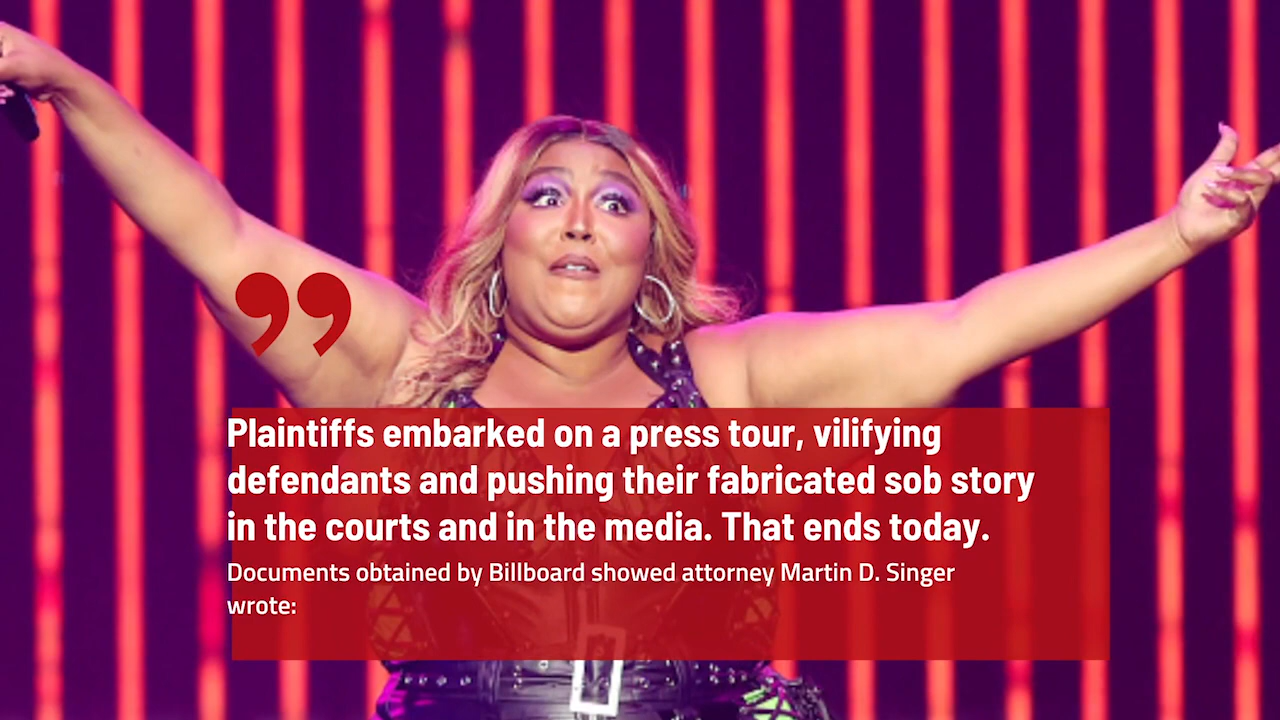 ”
Plaintiffs embarked on a press tour, vilifying
defendants and pushing their fabricated sob story
in the courts and in the media. That ends today.
Documents obtained by Billboard showed attorney Martin D. Singer
wrote: